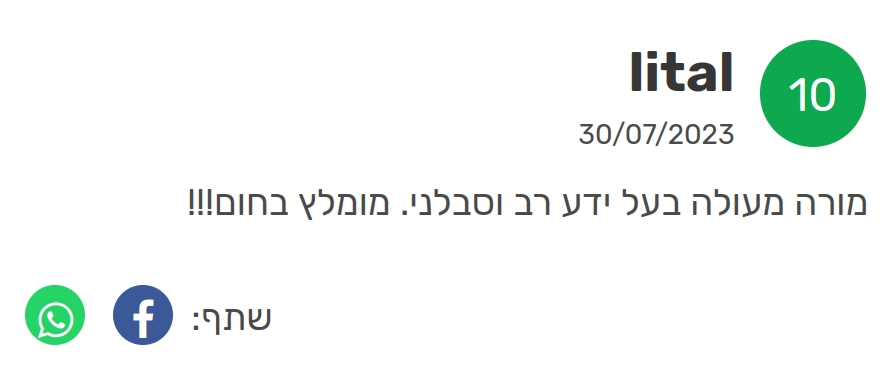 lital
10
30/07/2023
מורה מעולה בעל ידע רב וסבלני. מומלץ בחום!!!
שתף: